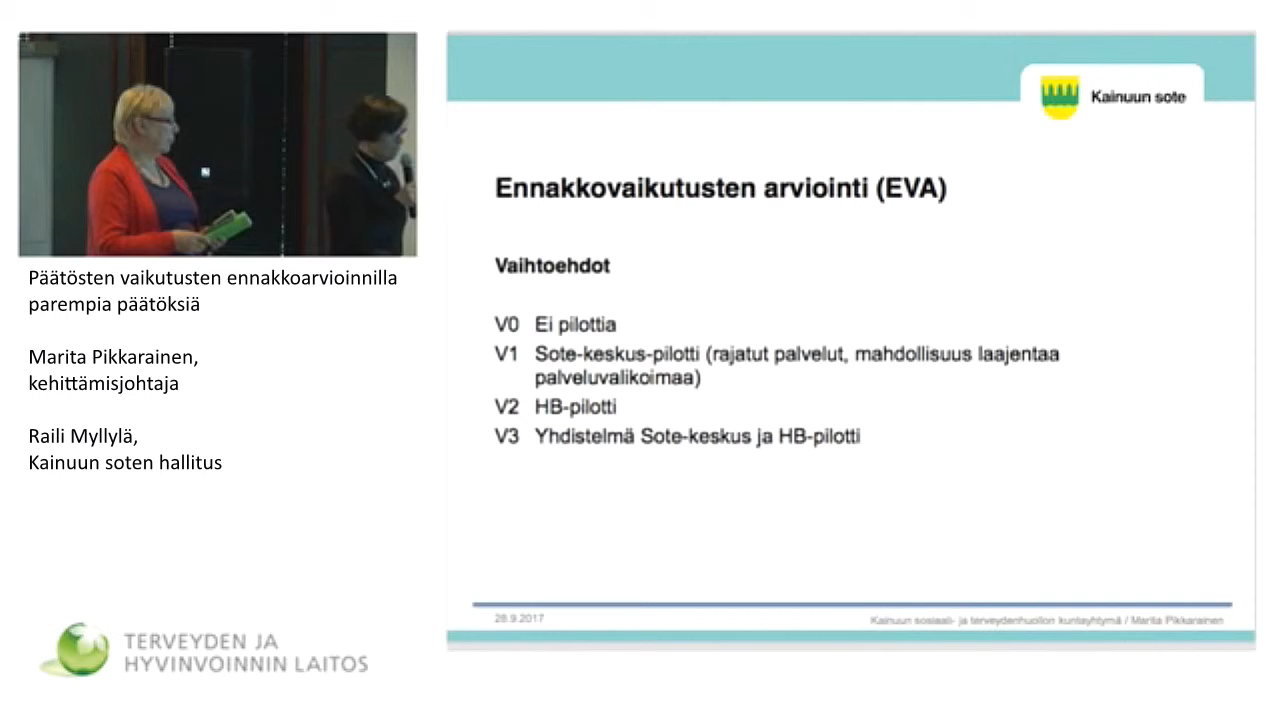 Päätösten vaikutusten ennakkoarvioinnilla
parempia päätöksiä
Marita Pikkarainen,
kehittämisjohtaja
Raili Myllylä,
Kainuun soten hallitus
TERVEYDEN JA
HYVINVOINNIN LAITOS
Kainuun sote
Ennakkovaikutusten arviointi (EVA)
Vaihtoehdot
V0 Ei pilottia
V1 Sote-keskus-pilotti (rajatut palvelut, mahdollisuus laajentaa
palveluvalikoimaa)
V2 HB-pilotti
V3 Yhdistelmä Sote-keskus ja HB-pilotti
28.9.2017
Kainuun sosiaali- ja terveydenhuollon kuntayhtymä / Marita Pikkarainen